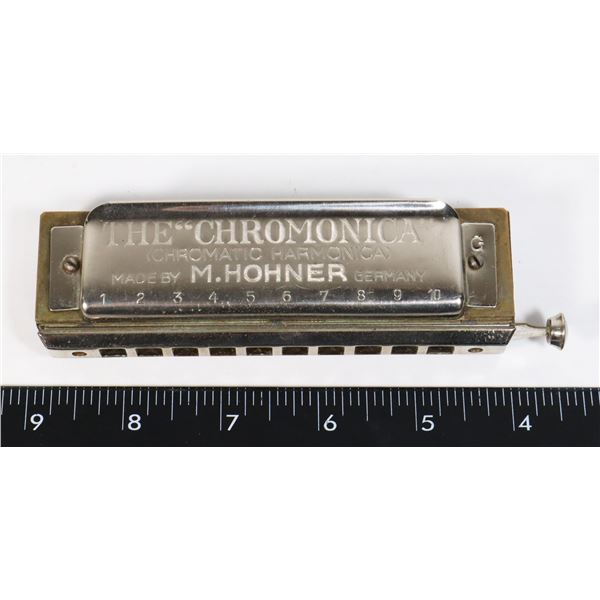 THE "CHROMONICA
(CHROMATIC HARMONICA)
G
MADE BY M. HOHNER GERMANY
1 2 3 4 5 6 7 8 9 10
9 8 7 6 5 4